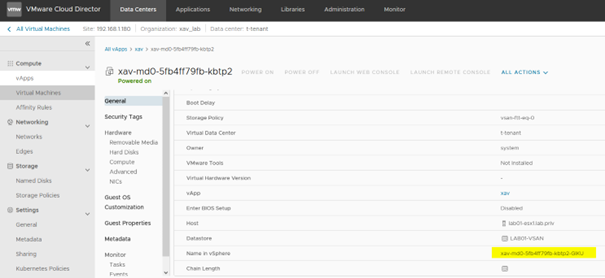 vmw VMware Cloud Director Data Centers Applications Networking Libraries Administration Monitor
All Virtual Machines Site: 192.168.1.180 Organization: xav_lab Data center: t-tenant
All vApps > xav > xav-md0-5fb4ff79fb-kbtp2
Compute
vApps
Virtual Machines
Affinity Rules
Networking
Networks
Edges
Storage
Named Disks
Storage Policies
Settings
General
Metadata
Sharing
Kubernetes Policies
xav-md0-5fb4ff79fb-kbtp2 POWER ON POWER OFF LAUNCH WEB CONSOLE LAUNCH REMOTE CONSOLE ALL ACTIONS
Powered on
General
Security Tags
Hardware
Removable Media
Hard Disks
Compute
NICs
Guest OS
Customization
Guest Properties
Metadata
Monitor
Tasks
Events
Boot Delay
Storage Policy vsan-ftt-eq-0
Virtual Data Center t-tenant
Owner system
VMware Tools Not installed
Virtual Hardware Version -
vApp xav
Enter BIOS Setup Disabled
Host lab01-esx1.lab.priv
Datastore LAB01-VSAN
Name in vSphere xav-md0-5fb4ff79fb-kbtp2-GIKU
Chain Length